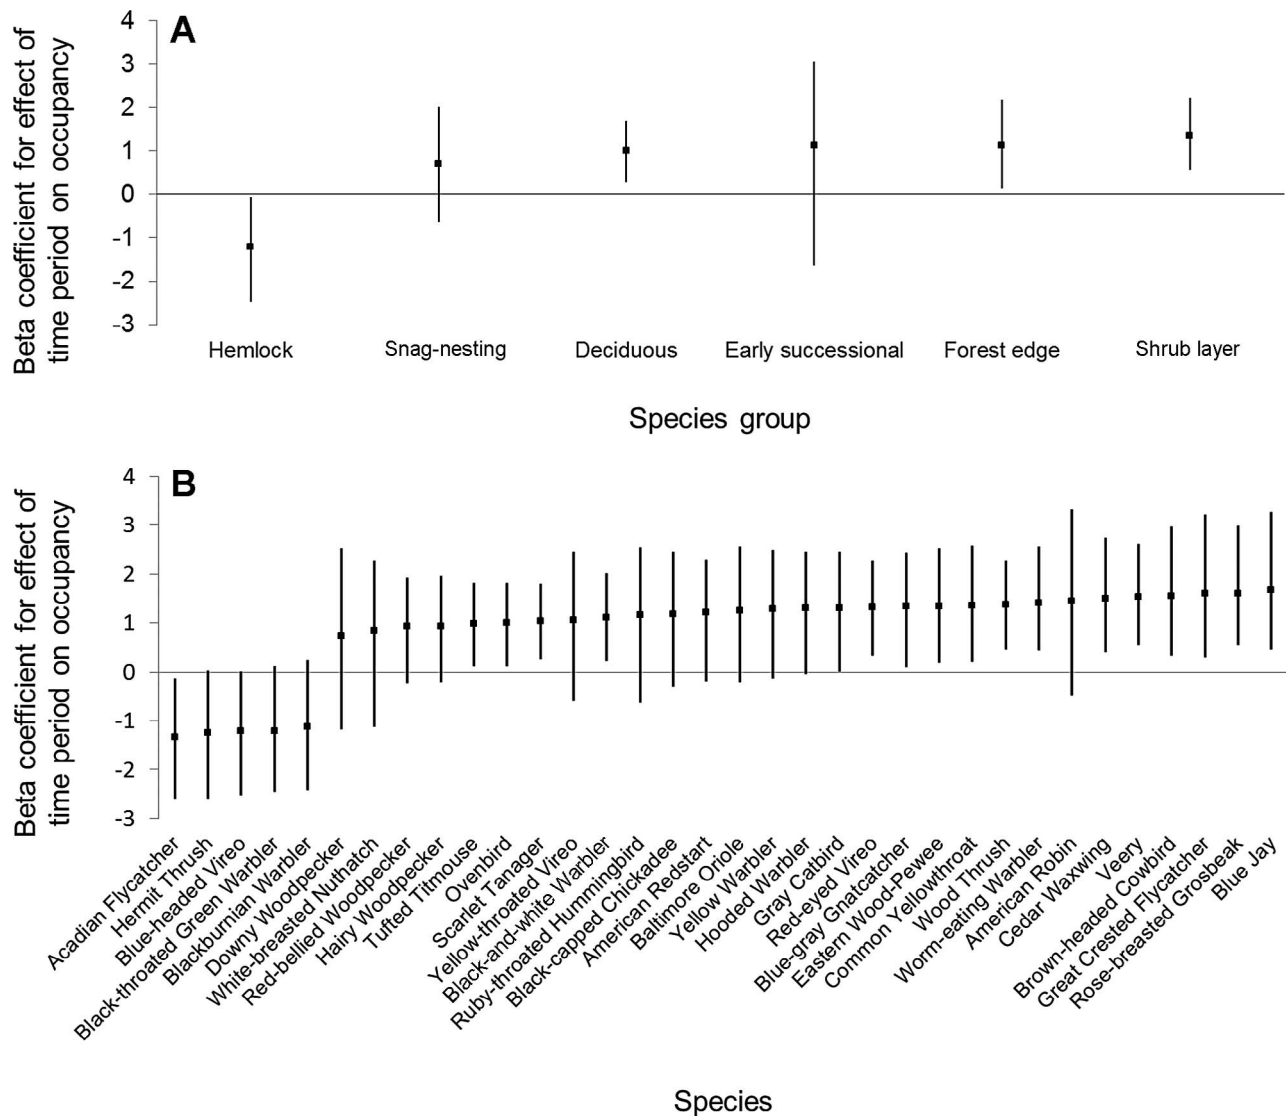 A
Beta coefficient for effect of
time period on occupancy
4
3
2
1
0
-1
-2
-3
Hemlock
Snag-nesting
Deciduous
Early successional
Forest edge
Shrub layer
Species group
B
Beta coefficient for effect of
time period on occupancy
4
3
2
1
0
-1
-2
-3
Acadian Flycatcher
Hermit Thrush
Blue-headed Vireo
Black-throated Green Warbler
Blackburnian Warbler
Downy Woodpecker
White-breasted Nuthatch
Red-bellied Woodpecker
Hairy Woodpecker
Tufted Titmouse
Ovenbird
Scarlet Tanager
Yellow-throated Vireo
Black-and-white Warbler
Ruby-throated Hummingbird
Black-capped Chickadee
American Redstart
Baltimore Oriole
Yellow Warbler
Hooded Warbler
Gray Catbird
Red-eyed Vireo
Blue-gray Gnatcatcher
Eastern Wood-Pewee
Common Yellowthroat
Wood Thrush
Worm-eating Warbler
American Robin
Cedar Waxwing
Veery
Brown-headed Cowbird
Great Crested Flycatcher
Rose-breasted Grosbeak
Blue Jay
Species